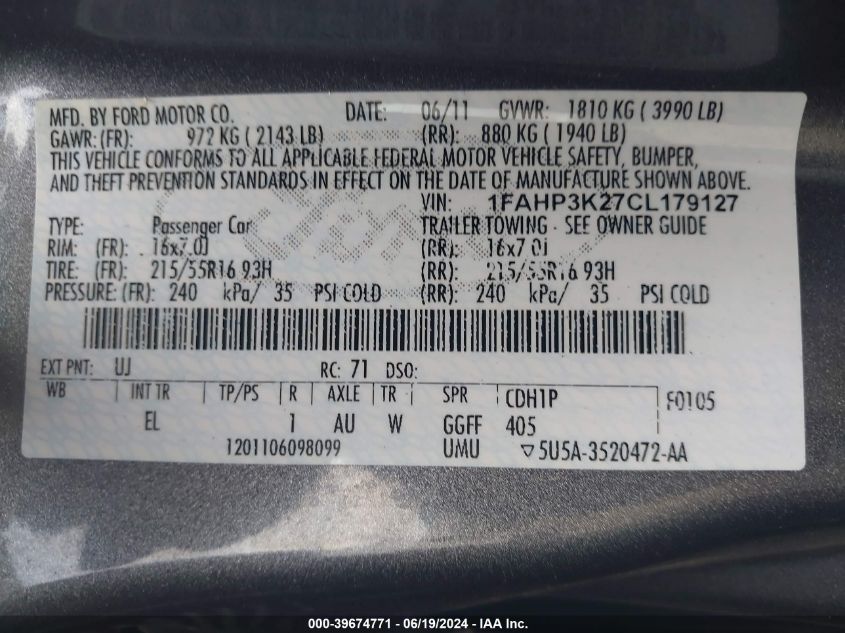 MFD. BY FORD MOTOR CO. DATE: 06/11 GVWR: 1810 KG ( 3990 LB)
GAWR: (FR): 972 KG ( 2143 LB) (RR): 880 KG ( 1940 LB)
THIS VEHICLE CONFORMS TO ALL APPLICABLE FEDERAL MOTOR VEHICLE SAFETY, BUMPER,
AND THEFT PREVENTION STANDARDS IN EFFECT ON THE DATE OF MANUFACTURE SHOWN ABOVE.
VIN: 1FAHP3K27CL179127
TYPE: Passenger Car TRAILER TOWING - SEE OWNER GUIDE
RIM: (FR): 16x7.0J (RR): 16x7.0J
TIRE: (FR): 215/55R16 93H (RR): 215/55R16 93H
PRESSURE: (FR): 240 kPa/ 35 PSI COLD (RR): 240 kPa/ 35 PSI COLD
EXT PNT: UJ RC: 71 DSO:
WB INT TR TP/PS R AXLE TR SPR CDH1P F0105
EL 1 AU W GGFF 405
1201106098099 UMU ▽5U5A-3520472-AA
000-39674771 - 06/19/2024 - IAA Inc.